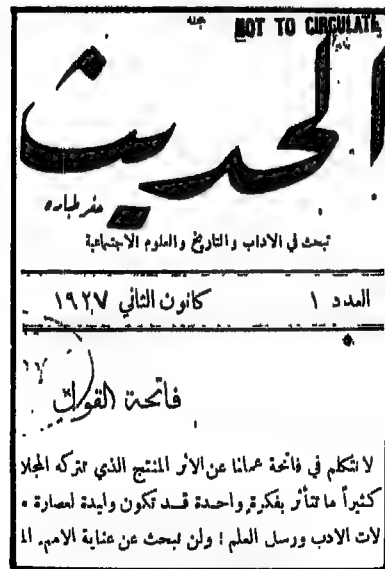 NOT TO CIRCULATE
مجلة
الحديث
تبحث في الاداب والتاريخ والعلوم الاجتماعية
العدد ١ كانون الثاني ١٩٢٧
فاتحة القول
لا نتكلم في فاتحة عملنا عن الأثر المنتج الذي تتركه المجلا
كثيراً ما تتأثر بفكرة واحدة قد تكون وليدة لعصارة
لات الادب ورسل العلم ؛ ولن نبحث عن عناية الامم. الم